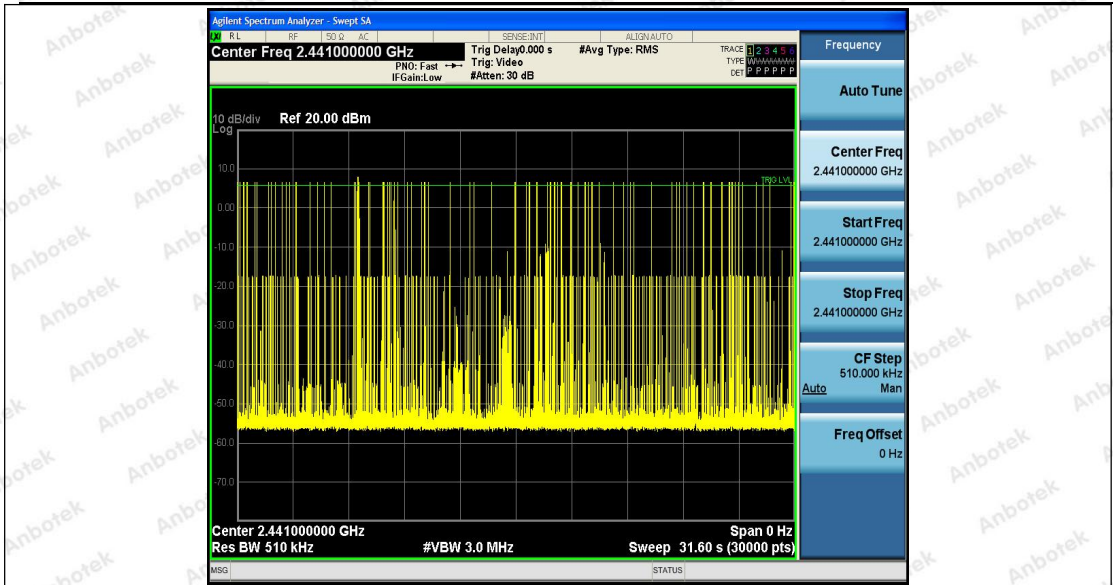 Agilent Spectrum Analyzer - Swept SA
RL RF 50 Ω AC SENSE:INT ALIGN AUTO
Center Freq 2.441000000 GHz
PNO: Fast
IFGain:Low
Trig Delay0.000 s
Trig: Video
#Atten: 30 dB
#Avg Type: RMS
TRACE 1 2 3 4 5 6
TYPE
DET P P P P P P
10 dB/div Ref 20.00 dBm
Log
TRIG LVL
10.0
0.00
-10.0
-20.0
-30.0
-40.0
-50.0
-60.0
-70.0
Center 2.441000000 GHz Span 0 Hz
Res BW 510 kHz #VBW 3.0 MHz Sweep 31.60 s (30000 pts)
MSG STATUS
Frequency
Auto Tune
Center Freq
2.441000000 GHz
Start Freq
2.441000000 GHz
Stop Freq
2.441000000 GHz
CF Step
510.000 kHz
Auto Man
Freq Offset
0 Hz
Anbotek